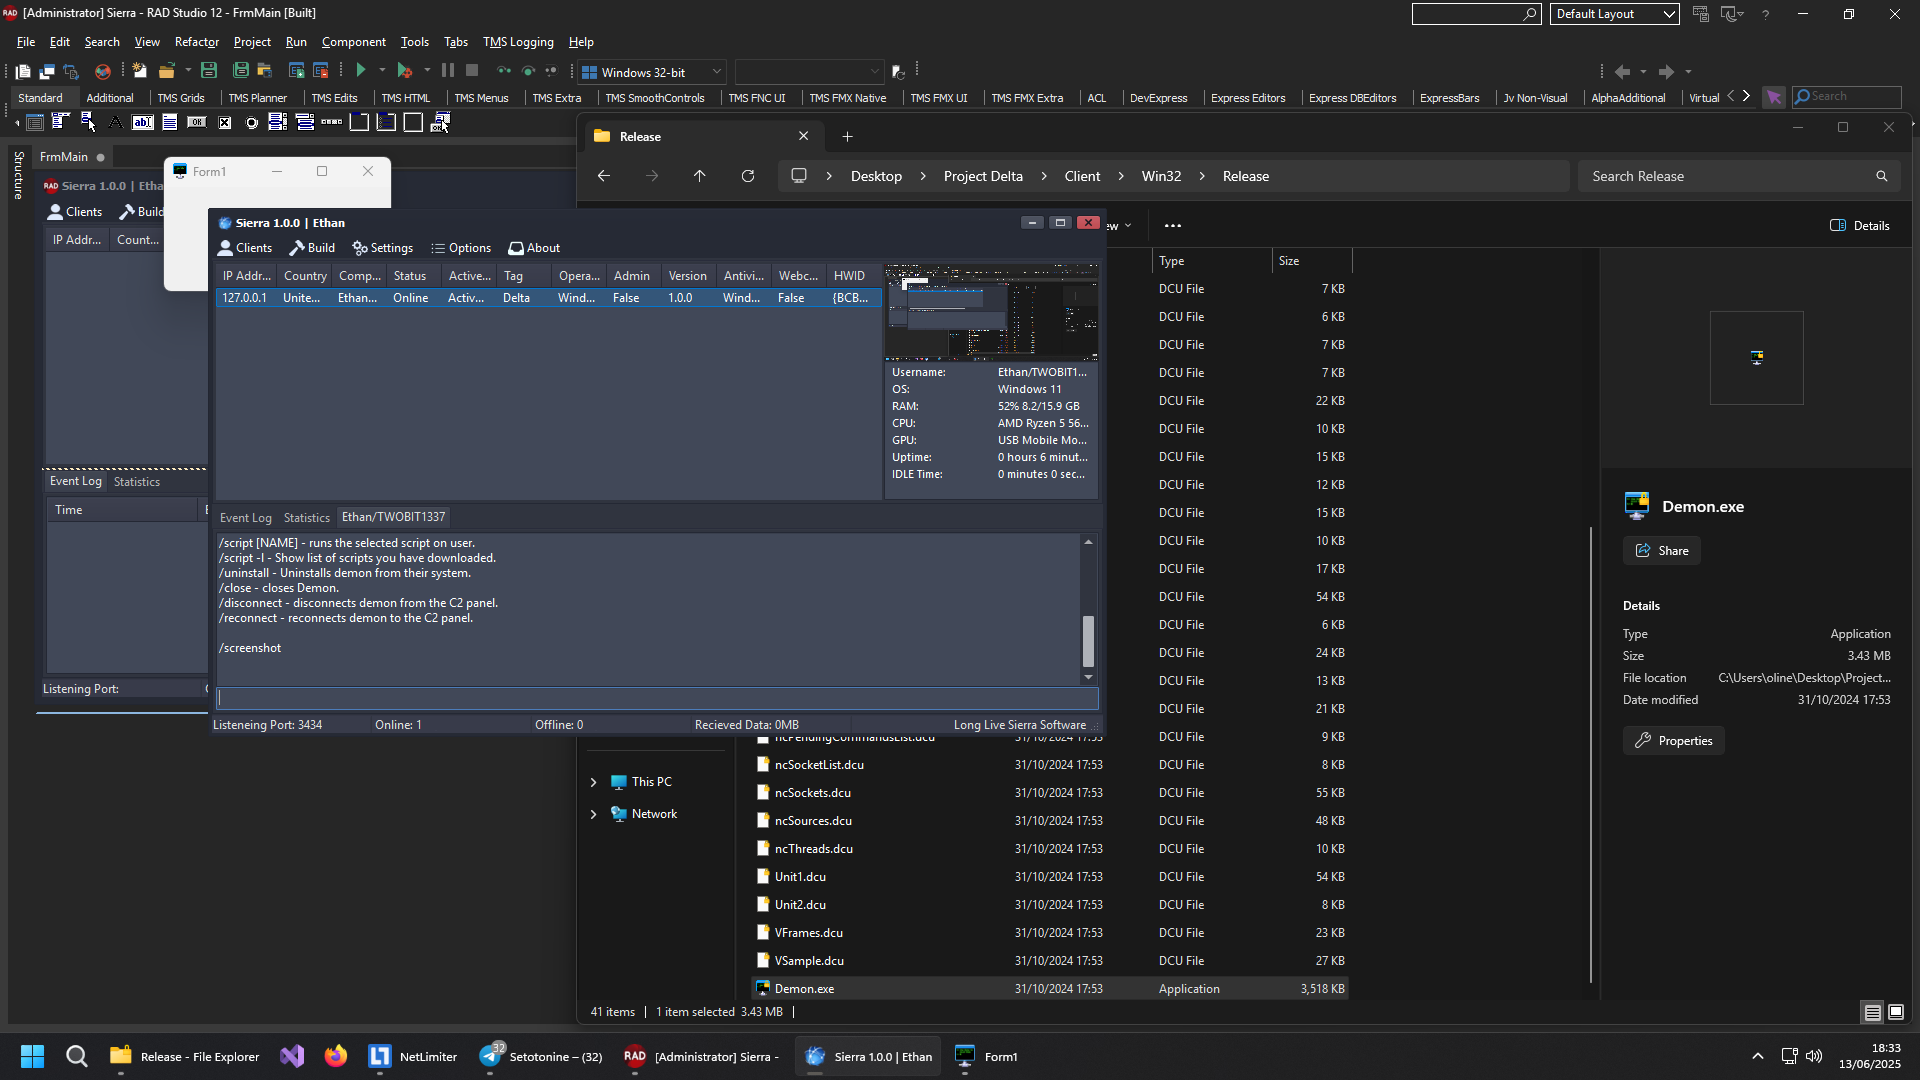 [Administrator] Sierra - RAD Studio 12 - FrmMain [Built]
Default Layout
File Edit Search View Refactor Project Run Component Tools Tabs TMS Logging Help
Windows 32-bit
Standard Additional TMS Grids TMS Planner TMS Edits TMS HTML TMS Menus TMS Extra TMS SmoothControls TMS FNC UI TMS FMX Native TMS FMX UI TMS FMX Extra ACL DevExpress Express Editors Express DBEditors ExpressBars Jv Non-Visual AlphaAdditional Virtual
Search
Structure
FrmMain
Sierra 1.0.0 | Etha
Clients Build
IP Addr... Count...
Event Log Statistics
Time
Listening Port:
Form1
Release
Desktop Project Delta Client Win32 Release
Search Release
Details
Sierra 1.0.0 | Ethan
Clients Build Settings Options About
IP Addr... Country Comp... Status Active... Tag Opera... Admin Version Antivi... Webc... HWID
127.0.0.1 Unite... Ethan... Online Activ... Delta Wind... False 1.0.0 Wind... False {BCB...
Username: Ethan/TWOBIT1...
OS: Windows 11
RAM: 52% 8.2/15.9 GB
CPU: AMD Ryzen 5 56...
GPU: USB Mobile Mo...
Uptime: 0 hours 6 minut...
IDLE Time: 0 minutes 0 sec...
Event Log Statistics Ethan/TWOBIT1337
/script [NAME] - runs the selected script on user.
/script -l - Show list of scripts you have downloaded.
/uninstall - Uninstalls demon from their system.
/close - closes Demon.
/disconnect - disconnects demon from the C2 panel.
/reconnect - reconnects demon to the C2 panel.
/screenshot
Listeneing Port: 3434 Online: 1 Offline: 0 Recieved Data: 0MB Long Live Sierra Software
Type Size
DCU File 7 KB
DCU File 6 KB
DCU File 7 KB
DCU File 7 KB
DCU File 22 KB
DCU File 10 KB
DCU File 15 KB
DCU File 12 KB
DCU File 15 KB
DCU File 10 KB
DCU File 17 KB
DCU File 54 KB
DCU File 6 KB
DCU File 24 KB
DCU File 13 KB
DCU File 21 KB
ncPendingCommandsList.dcu 31/10/2024 17:53 DCU File 9 KB
ncSocketList.dcu 31/10/2024 17:53 DCU File 8 KB
ncSockets.dcu 31/10/2024 17:53 DCU File 55 KB
ncSources.dcu 31/10/2024 17:53 DCU File 48 KB
ncThreads.dcu 31/10/2024 17:53 DCU File 10 KB
Unit1.dcu 31/10/2024 17:53 DCU File 54 KB
Unit2.dcu 31/10/2024 17:53 DCU File 8 KB
VFrames.dcu 31/10/2024 17:53 DCU File 23 KB
VSample.dcu 31/10/2024 17:53 DCU File 27 KB
Demon.exe 31/10/2024 17:53 Application 3,518 KB
This PC
Network
41 items 1 item selected 3.43 MB
Demon.exe
Share
Details
Type Application
Size 3.43 MB
File location C:\Users\oline\Desktop\Project...
Date modified 31/10/2024 17:53
Properties
Release - File Explorer NetLimiter 32 Setotonine – (32) RAD [Administrator] Sierra - Sierra 1.0.0 | Ethan Form1
18:33
13/06/2025